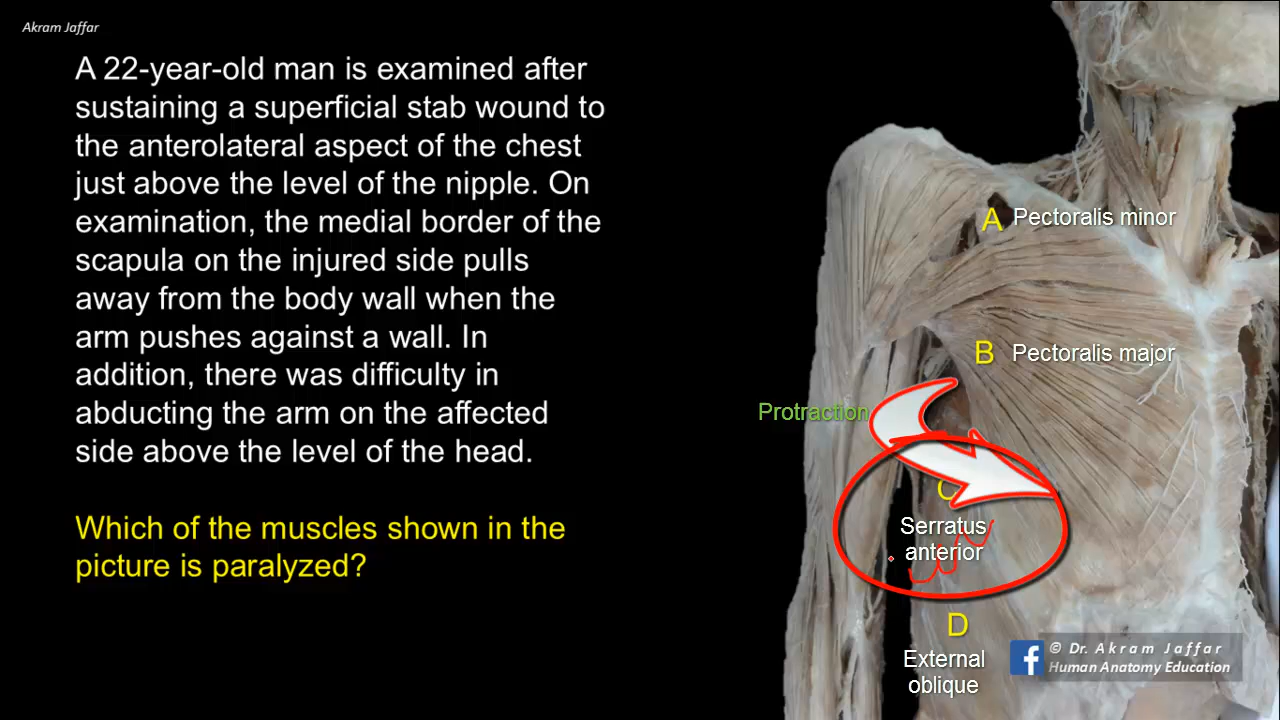 Akram Jaffar
A 22-year-old man is examined after
sustaining a superficial stab wound to
the anterolateral aspect of the chest
just above the level of the nipple. On
examination, the medial border of the
scapula on the injured side pulls
away from the body wall when the
arm pushes against a wall. In
addition, there was difficulty in
abducting the arm on the affected
side above the level of the head.
Which of the muscles shown in the
picture is paralyzed?
A Pectoralis minor
B Pectoralis major
Protraction
C
Serratus
anterior
D
External
oblique
© Dr. Akram Jaffar
Human Anatomy Education